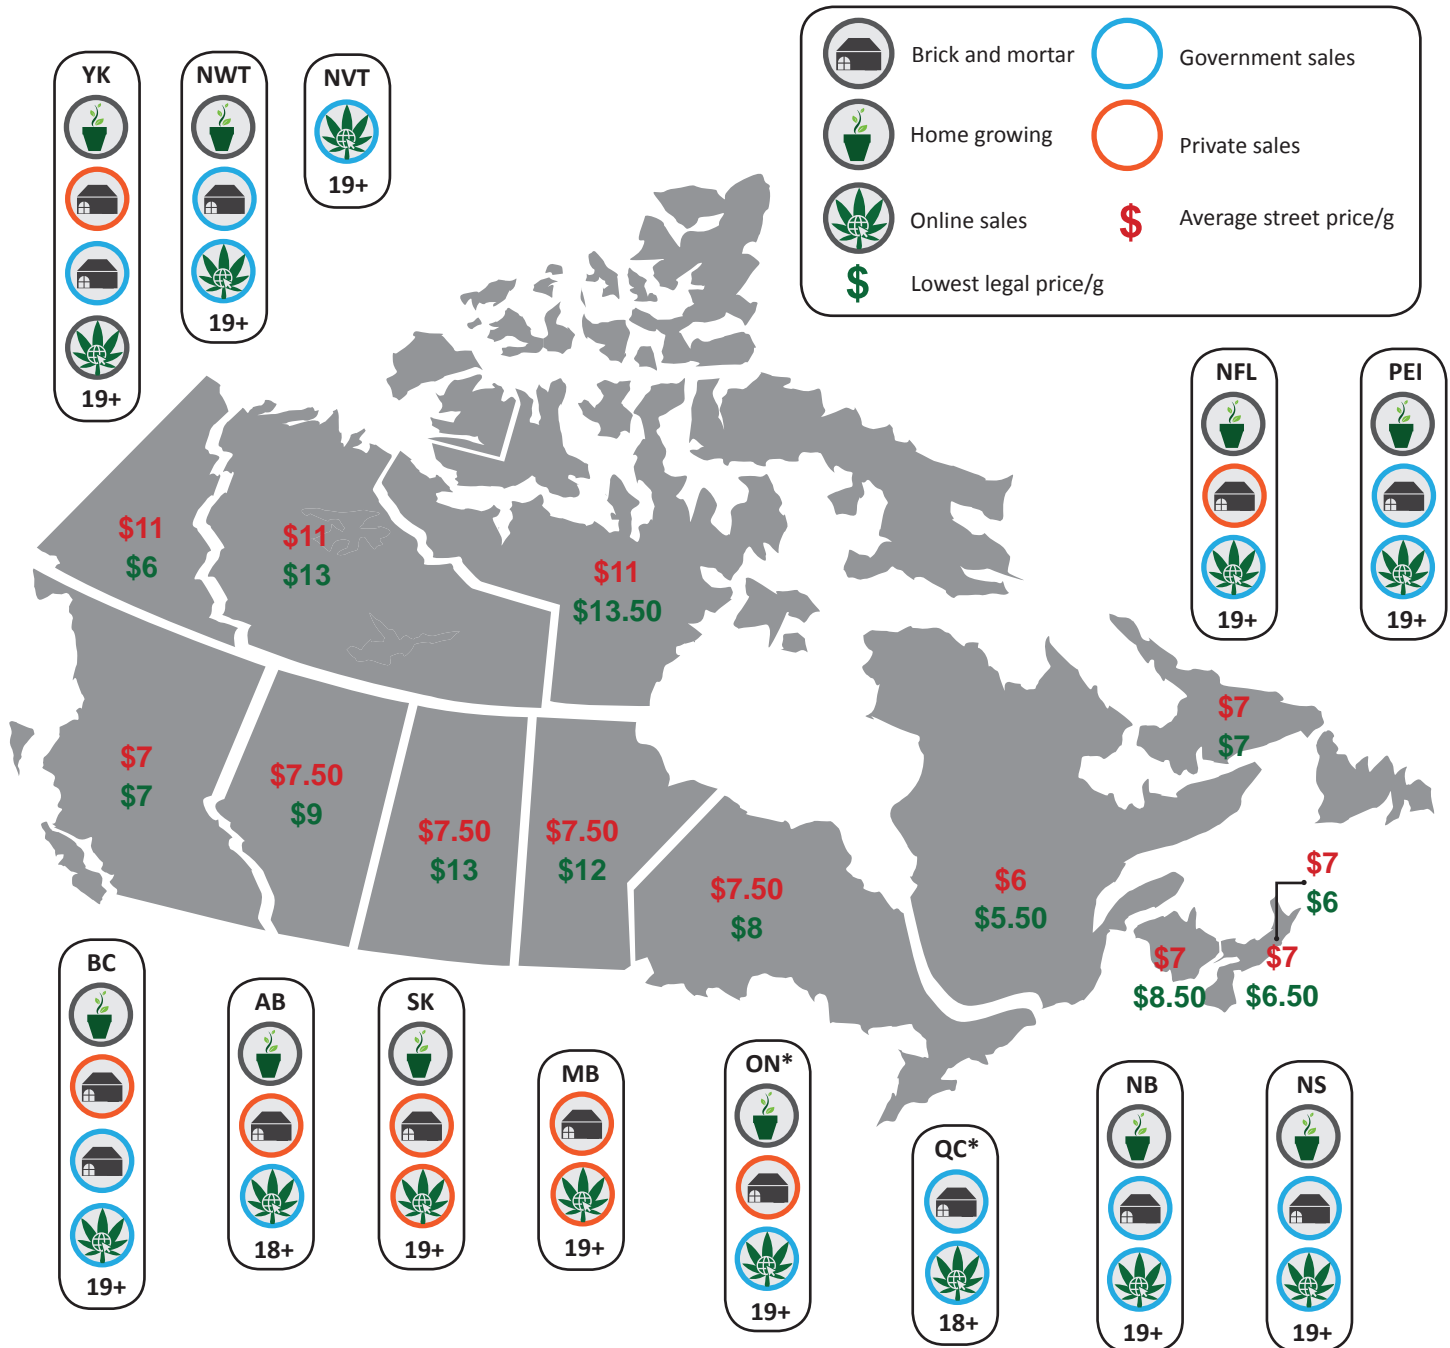 YK
19+
NWT
19+
NVT
19+
Brick and mortar
Government sales
Home growing
Private sales
Online sales
$ Average street price/g
$ Lowest legal price/g
NFL
19+
PEI
19+
$11
$6
$11
$13
$11
$13.50
$7
$7
$7.50
$9
$7.50
$13
$7.50
$12
$7.50
$8
$6
$5.50
$7
$7
$7
$6
$7
$8.50
$7
$6.50
BC
19+
AB
18+
SK
19+
MB
19+
ON*
19+
QC*
18+
NB
19+
NS
19+